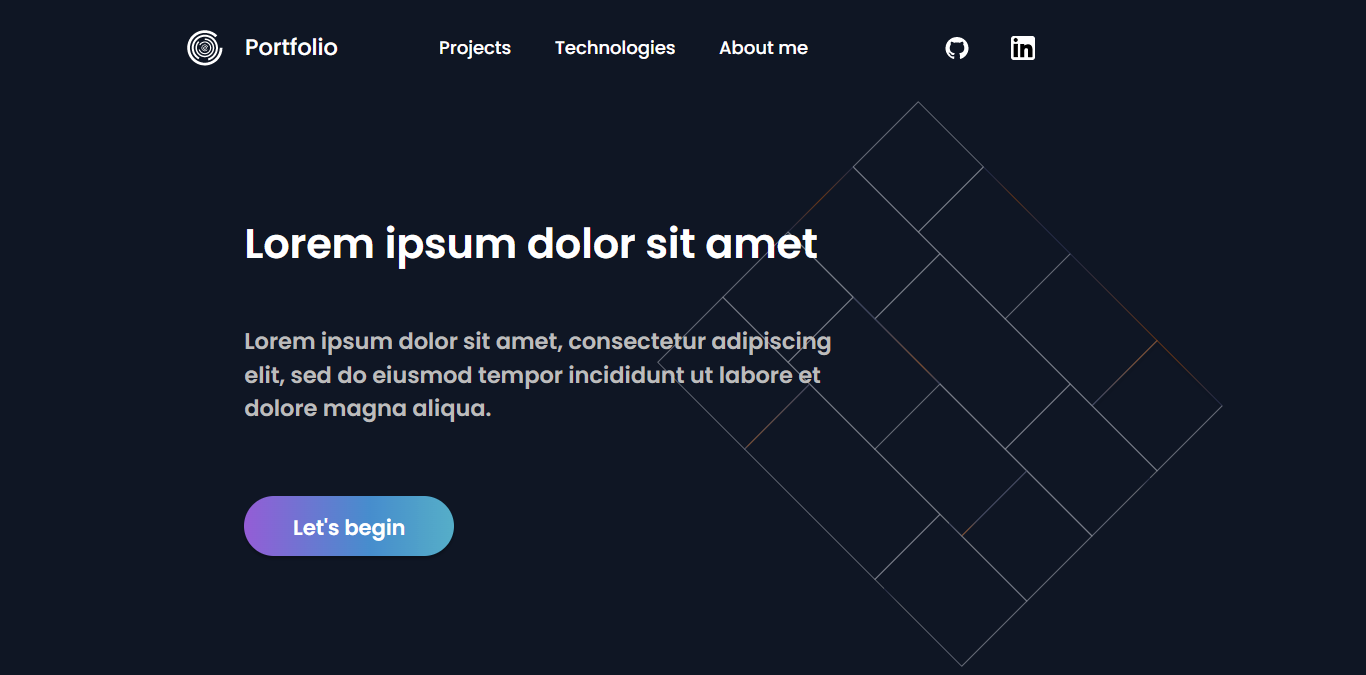 Portfolio
Projects
Technologies
About me
in
Lorem ipsum dolor sit amet
Lorem ipsum dolor sit amet, consectetur adipiscing
elit, sed do eiusmod tempor incididunt ut labore et
dolore magna aliqua.
Let's begin